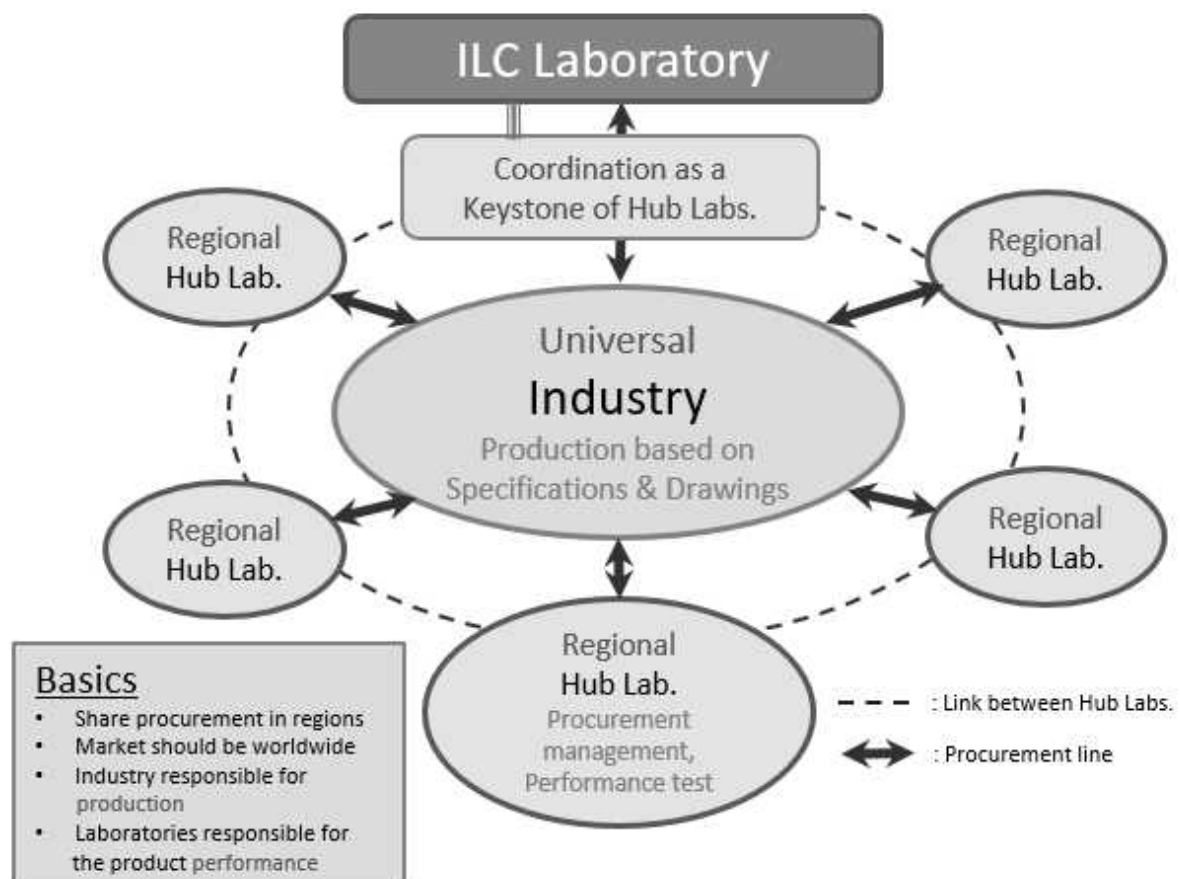 ILC Laboratory
Coordination as a
Keystone of Hub Labs.
Regional
Hub Lab.
Regional
Hub Lab.
Universal
Industry
Production based on
Specifications & Drawings
Regional
Hub Lab.
Regional
Hub Lab.
Regional
Hub Lab.
Procurement
management,
Performance test
Basics
• Share procurement in regions
• Market should be worldwide
• Industry responsible for
production
• Laboratories responsible for
the product performance
: Link between Hub Labs.
: Procurement line